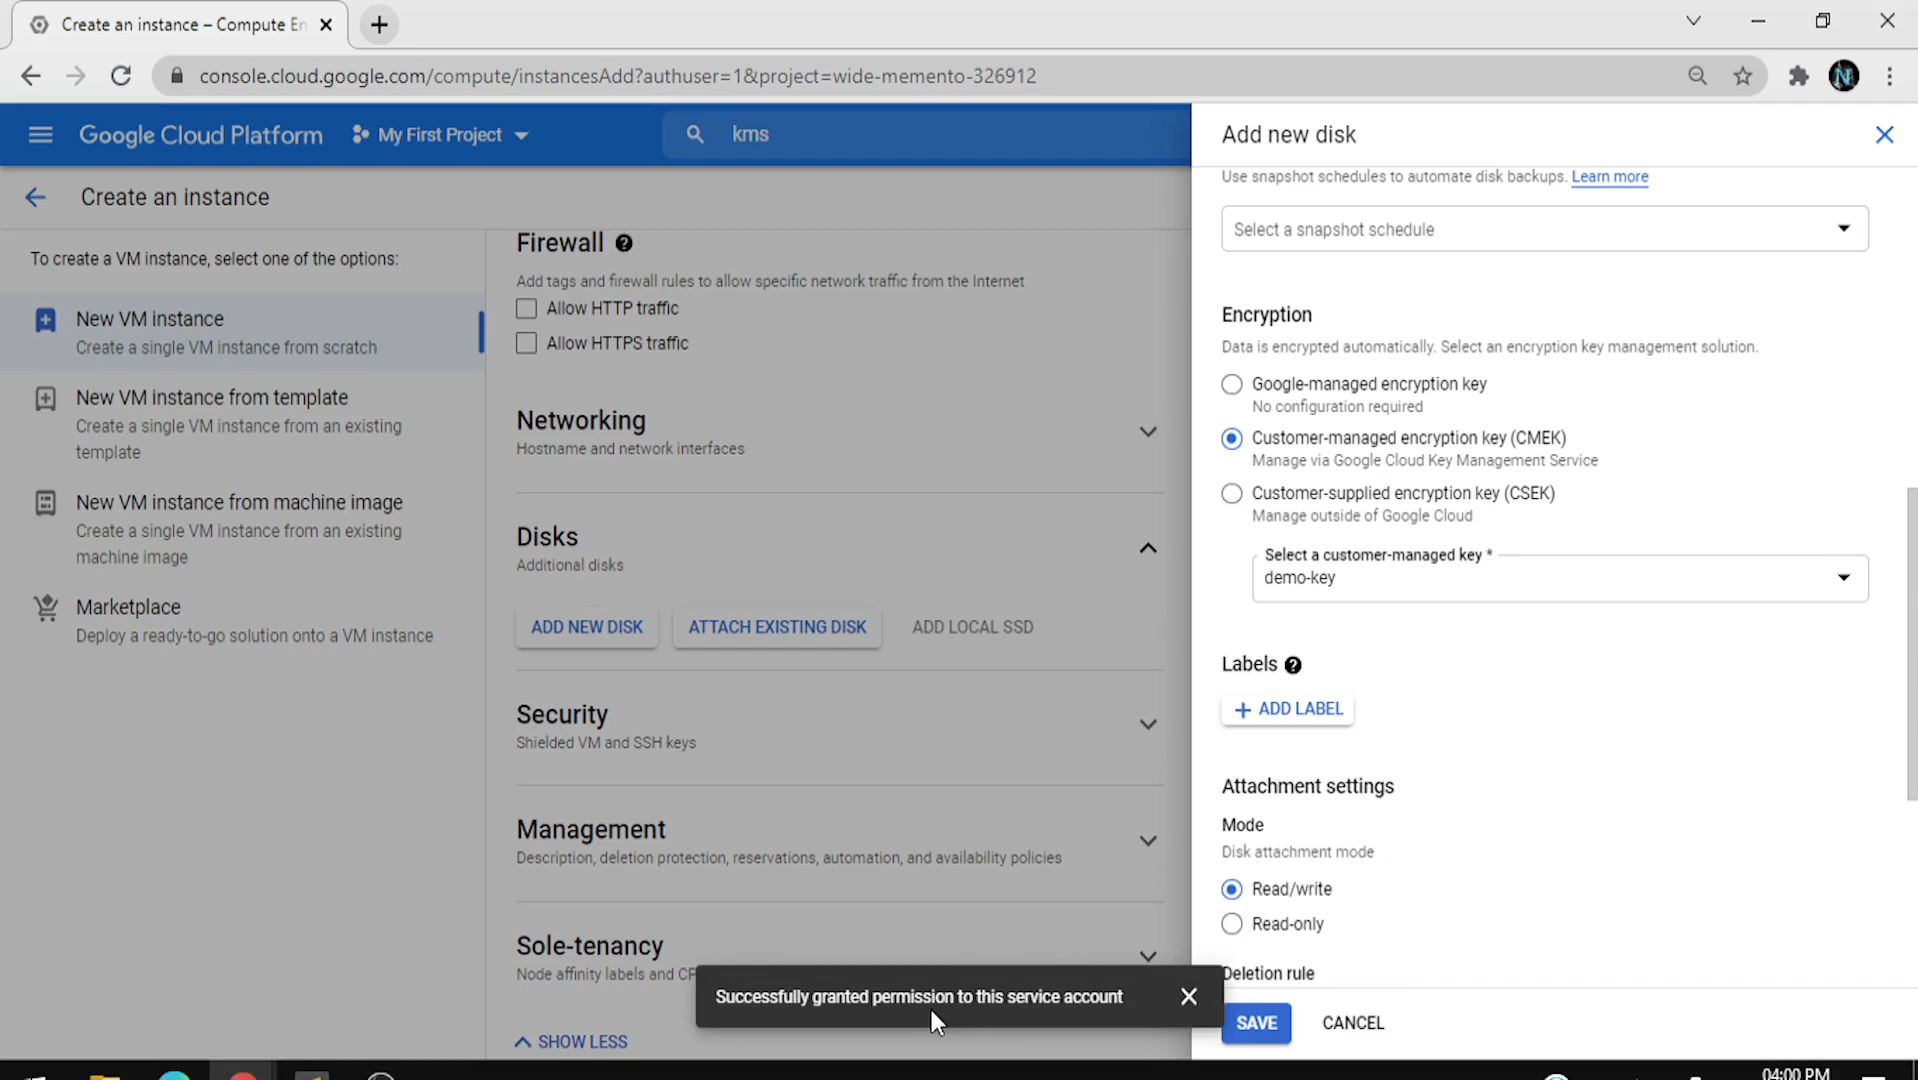 Create an instance – Compute En
console.cloud.google.com/compute/instancesAdd?authuser=1&project=wide-memento-326912
N
Google Cloud Platform
My First Project
kms
Create an instance
To create a VM instance, select one of the options:
New VM instance
Create a single VM instance from scratch
New VM instance from template
Create a single VM instance from an existing
template
New VM instance from machine image
Create a single VM instance from an existing
machine image
Marketplace
Deploy a ready-to-go solution onto a VM instance
Firewall
Add tags and firewall rules to allow specific network traffic from the Internet
Allow HTTP traffic
Allow HTTPS traffic
Networking
Hostname and network interfaces
Disks
Additional disks
ADD NEW DISK
ATTACH EXISTING DISK
ADD LOCAL SSD
Security
Shielded VM and SSH keys
Management
Description, deletion protection, reservations, automation, and availability policies
Sole-tenancy
Node affinity labels and CP
SHOW LESS
Successfully granted permission to this service account
Add new disk
Use snapshot schedules to automate disk backups. Learn more
Select a snapshot schedule
Encryption
Data is encrypted automatically. Select an encryption key management solution.
Google-managed encryption key
No configuration required
Customer-managed encryption key (CMEK)
Manage via Google Cloud Key Management Service
Customer-supplied encryption key (CSEK)
Manage outside of Google Cloud
Select a customer-managed key *
demo-key
Labels
+ ADD LABEL
Attachment settings
Mode
Disk attachment mode
Read/write
Read-only
Deletion rule
SAVE
CANCEL
04:00 PM